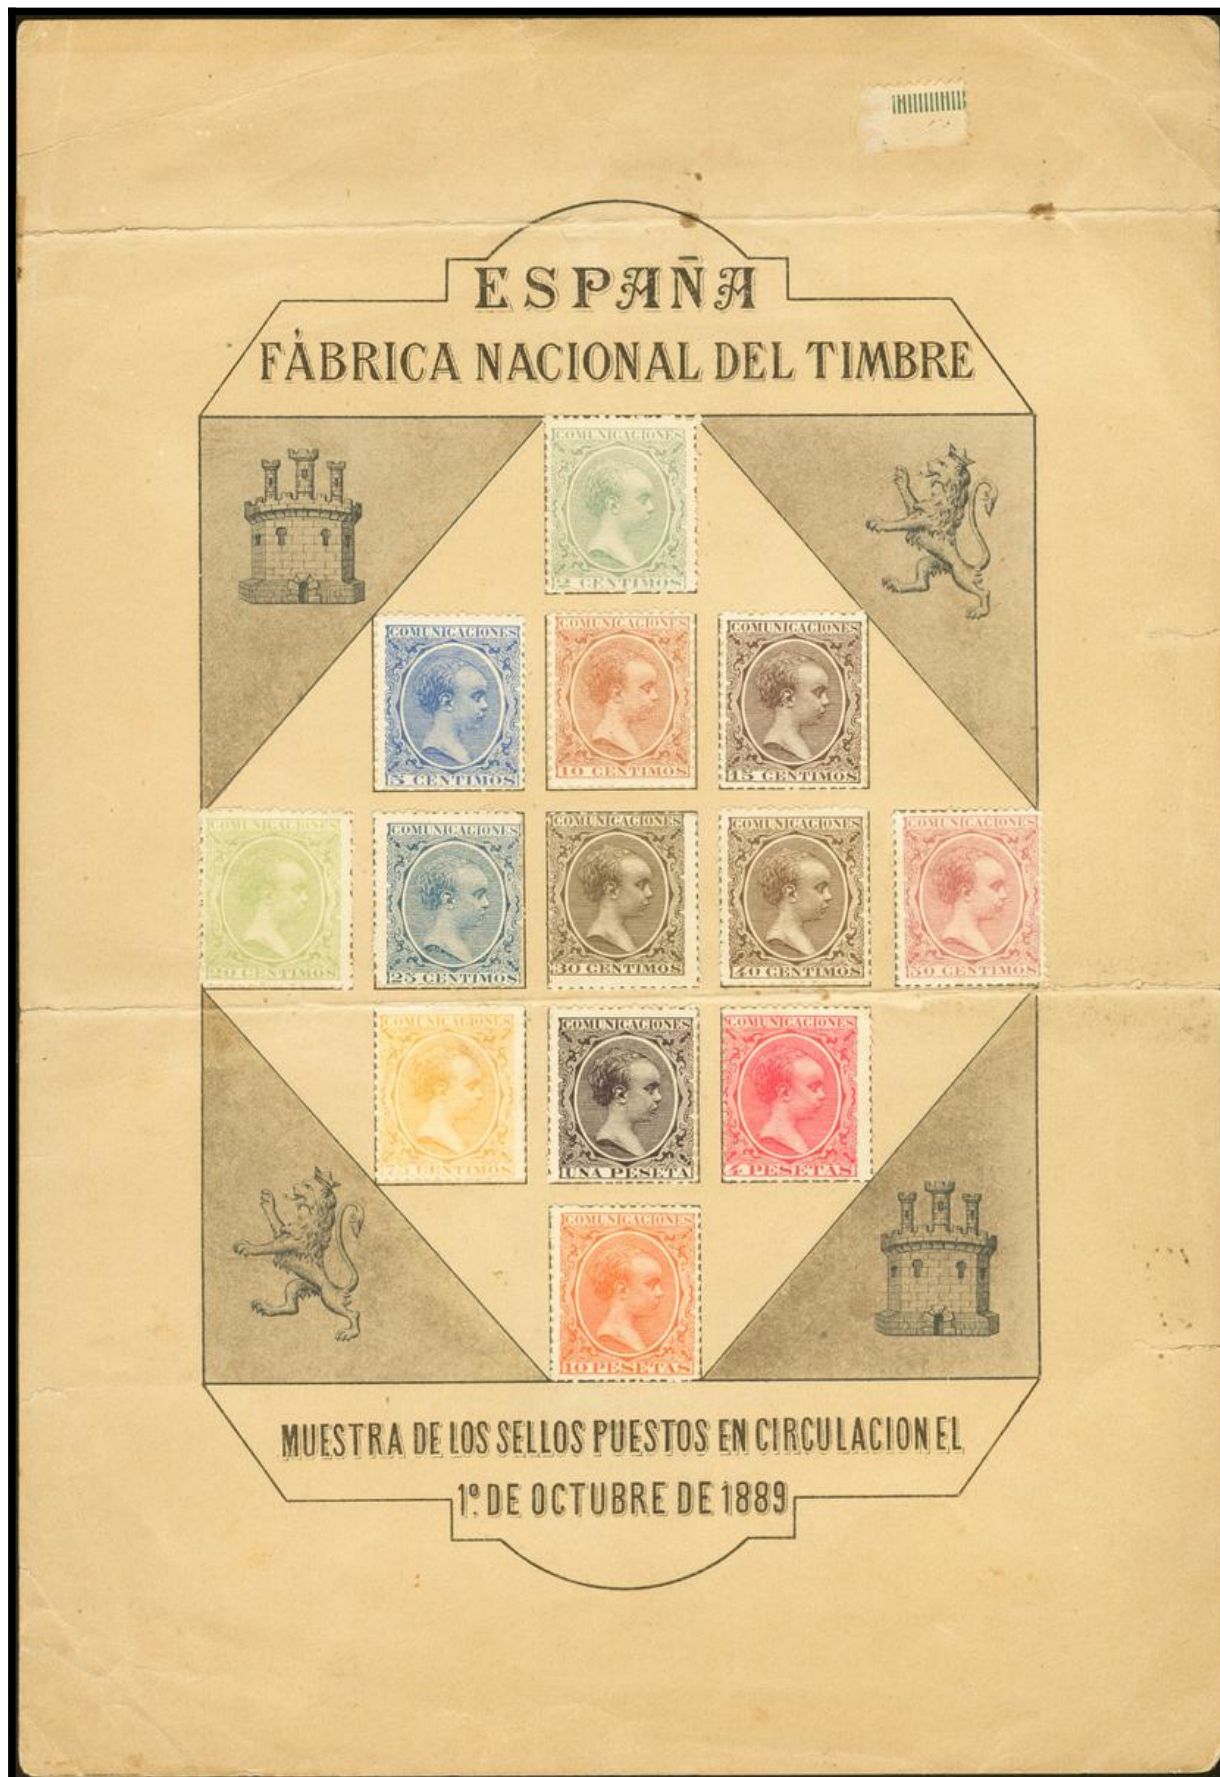 ESPAÑA
FÁBRICA NACIONAL DEL TIMBRE
COMUNICACIONES
2 CENTIMOS
COMUNICACIONES
5 CENTIMOS
COMUNICACIONES
10 CENTIMOS
COMUNICACIONES
15 CENTIMOS
COMUNICACIONES
20 CENTIMOS
COMUNICACIONES
25 CENTIMOS
COMUNICACIONES
30 CENTIMOS
COMUNICACIONES
40 CENTIMOS
COMUNICACIONES
50 CENTIMOS
COMUNICACIONES
75 CENTIMOS
COMUNICACIONES
UNA PESETA
COMUNICACIONES
4 PESETAS
COMUNICACIONES
10 PESETAS
MUESTRA DE LOS SELLOS PUESTOS EN CIRCULACION EL
1º DE OCTUBRE DE 1889